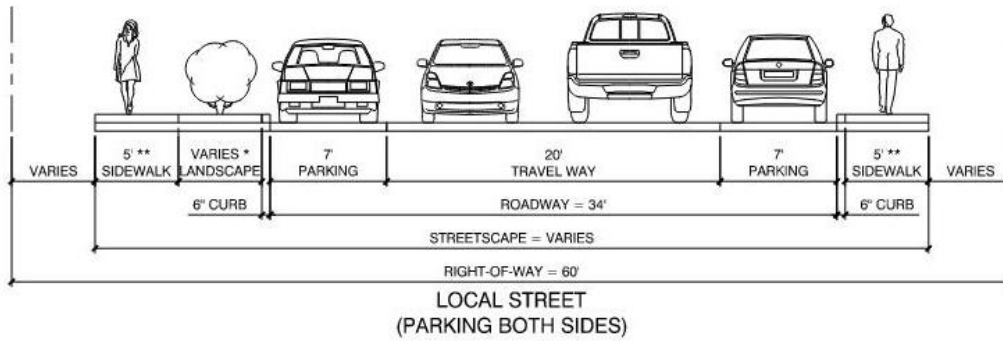 VARIES
5' **
SIDEWALK
VARIES *
LANDSCAPE
7'
PARKING
20'
TRAVEL WAY
7'
PARKING
5' **
SIDEWALK
VARIES
6" CURB
ROADWAY = 34'
6" CURB
STREETSCAPE = VARIES
RIGHT-OF-WAY = 60'
LOCAL STREET
(PARKING BOTH SIDES)